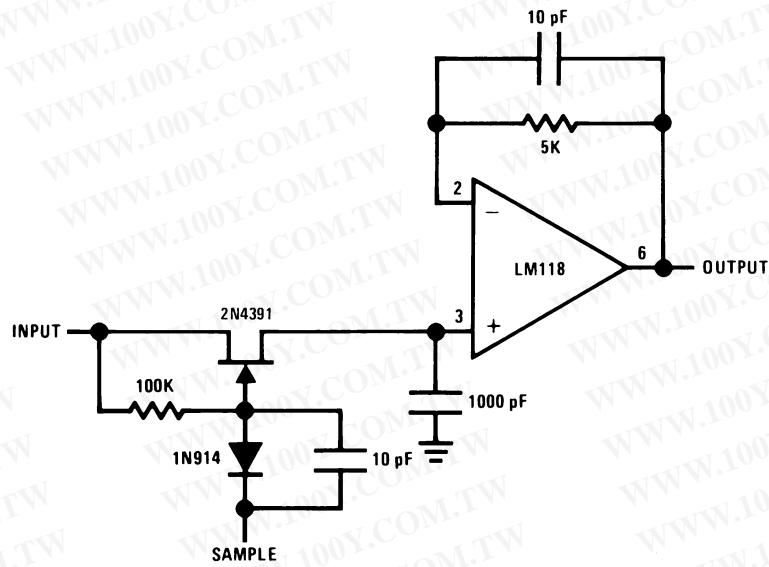 10 pF
5K
2
LM118
6
OUTPUT
3
2N4391
INPUT
100K
1000 pF
1N914
10 pF
SAMPLE
WWW.100Y.COM.TW